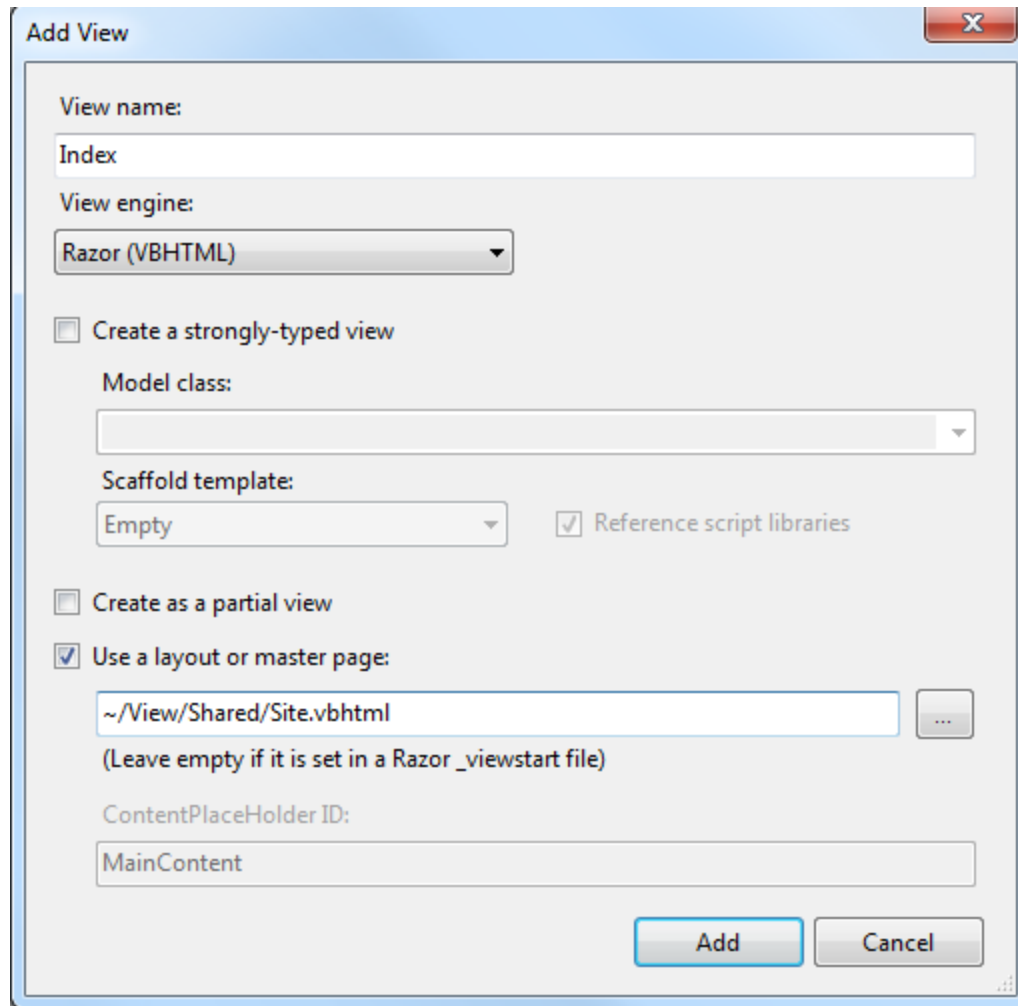 Add View
View name:
Index
View engine:
Razor (VBHTML)
Create a strongly-typed view
Model class:
Scaffold template:
Empty
Reference script libraries
Create as a partial view
Use a layout or master page:
~/View/Shared/Site.vbhtml
...
(Leave empty if it is set in a Razor _viewstart file)
ContentPlaceHolder ID:
MainContent
Add
Cancel